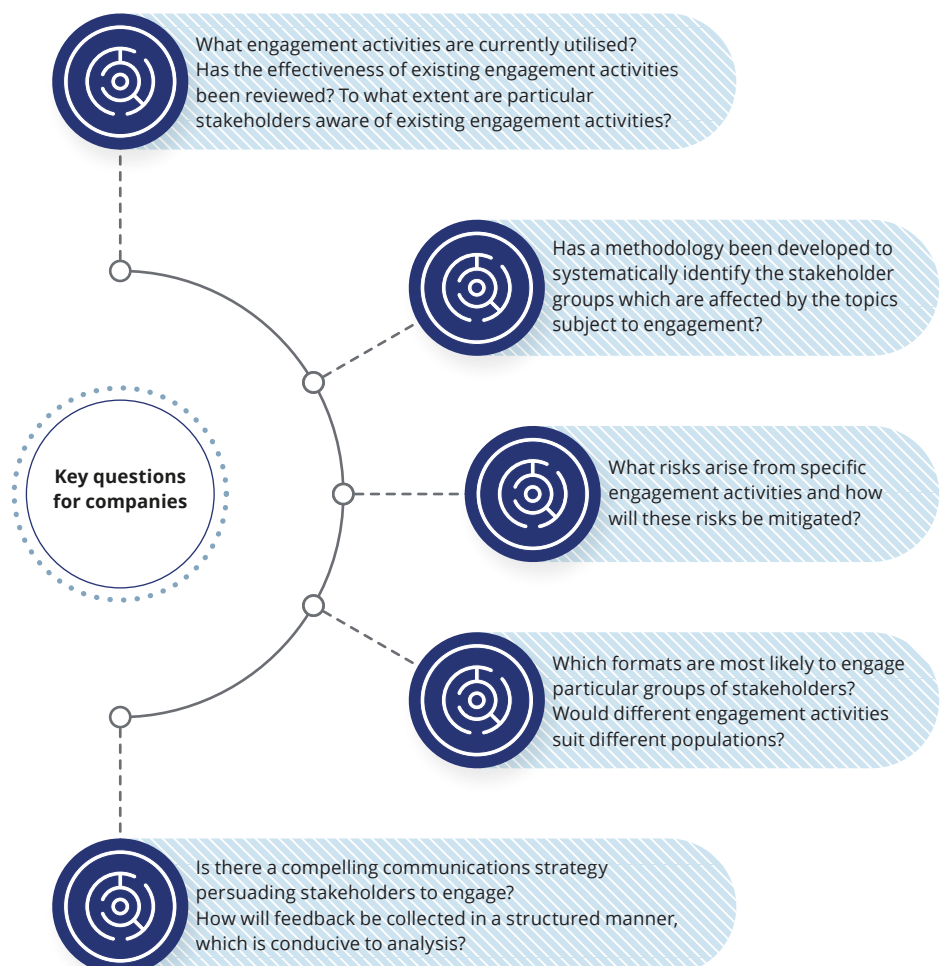 What engagement activities are currently utilised?
Has the effectiveness of existing engagement activities
been reviewed? To what extent are particular
stakeholders aware of existing engagement activities?
Has a methodology been developed to
systematically identify the stakeholder
groups which are affected by the topics
subject to engagement?
Key questions
for companies
What risks arise from specific
engagement activities and how
will these risks be mitigated?
Which formats are most likely to engage
particular groups of stakeholders?
Would different engagement activities
suit different populations?
Is there a compelling communications strategy
persuading stakeholders to engage?
How will feedback be collected in a structured manner,
which is conducive to analysis?